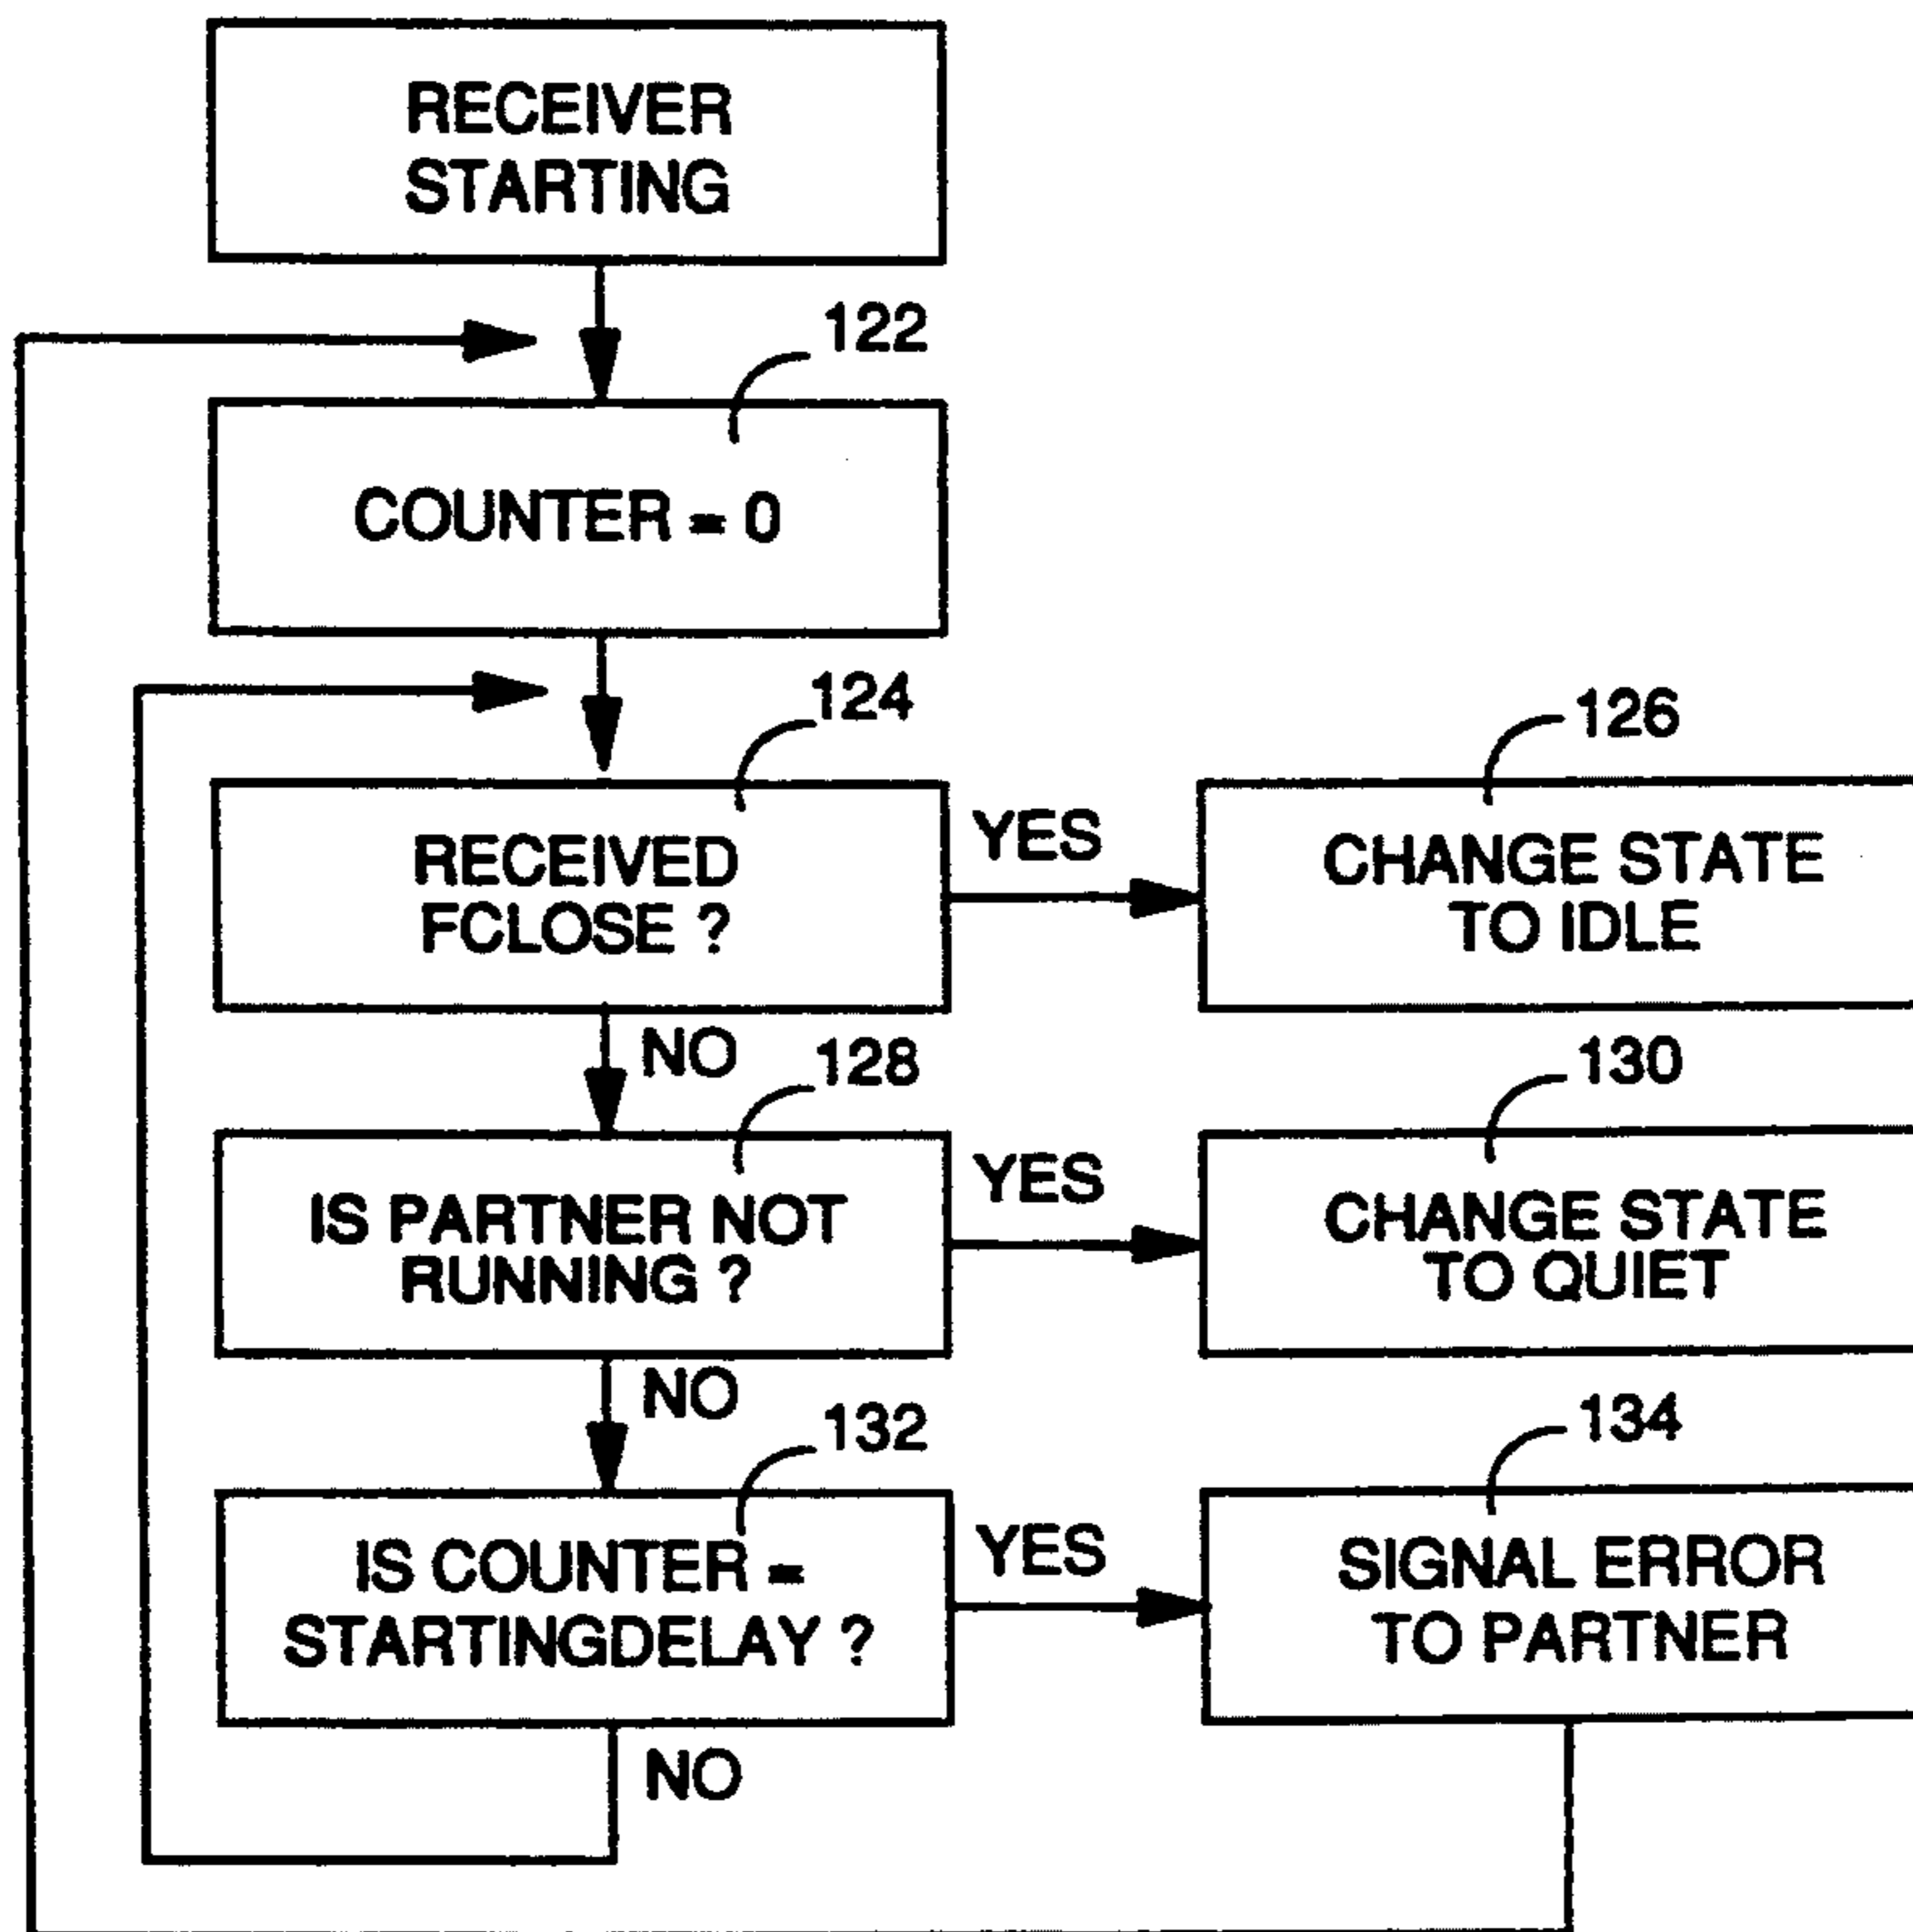 RECEIVER
STARTING
122
COUNTER = 0
124
126
RECEIVED
FCLOSE ?
YES
CHANGE STATE
TO IDLE
NO
128
130
IS PARTNER NOT
RUNNING ?
YES
CHANGE STATE
TO QUIET
NO
132
134
IS COUNTER =
STARTINGDELAY ?
YES
SIGNAL ERROR
TO PARTNER
NO